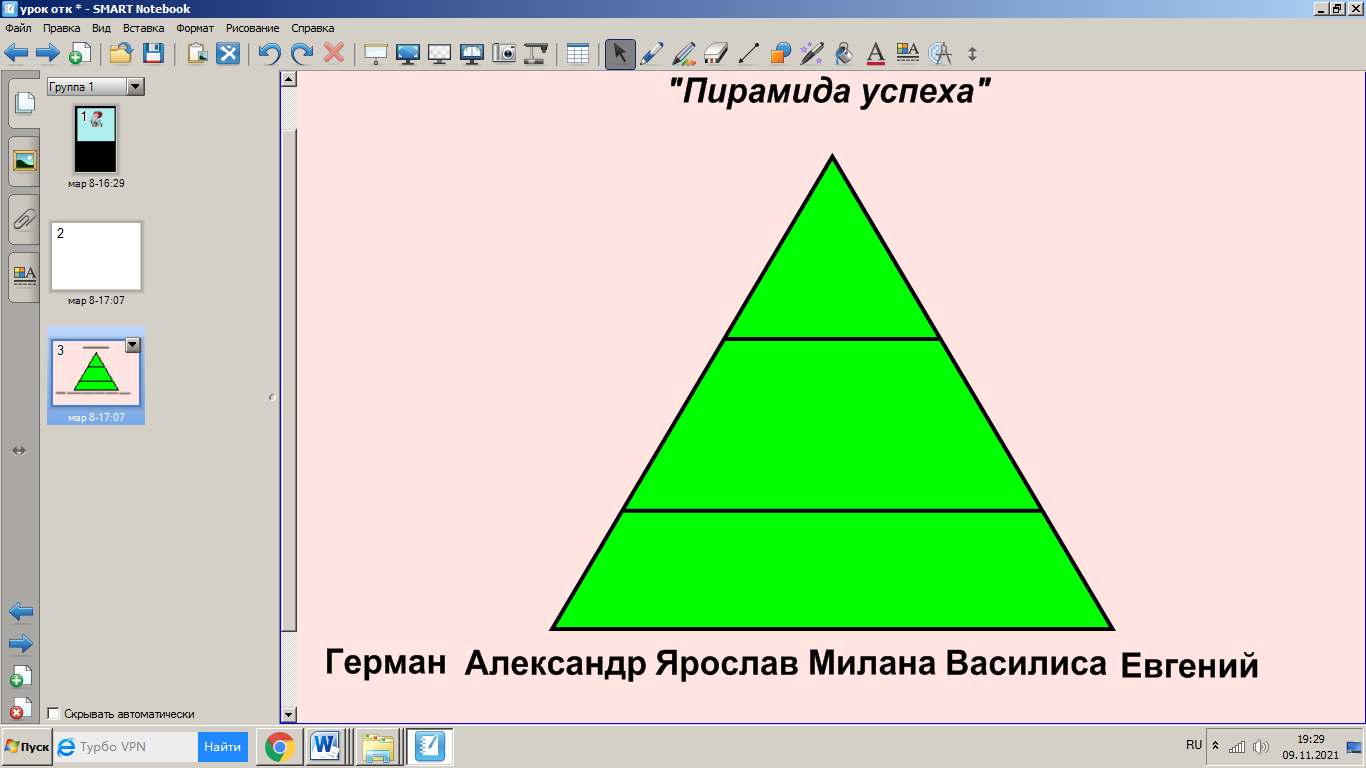 урок отк * - SMART Notebook
Файл Правка Вид Вставка Формат Рисование Справка
Группа 1
1
мар 8-16:29
2
мар 8-17:07
3
мар 8-17:07
Скрывать автоматически
"Пирамида успеха"
Герман Александр Ярослав Милана Василиса Евгений
Пуск
Турбо VPN
Найти
RU
19:29
09.11.2021